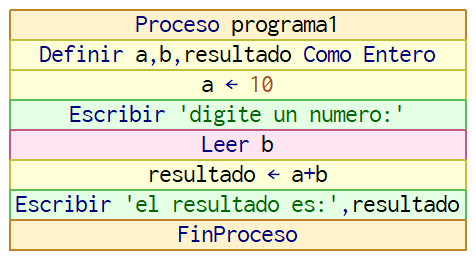 Proceso programa1
Definir a,b,resultado Como Entero
a ← 10
Escribir 'digite un numero:'
Leer b
resultado ← a+b
Escribir 'el resultado es:',resultado
FinProceso